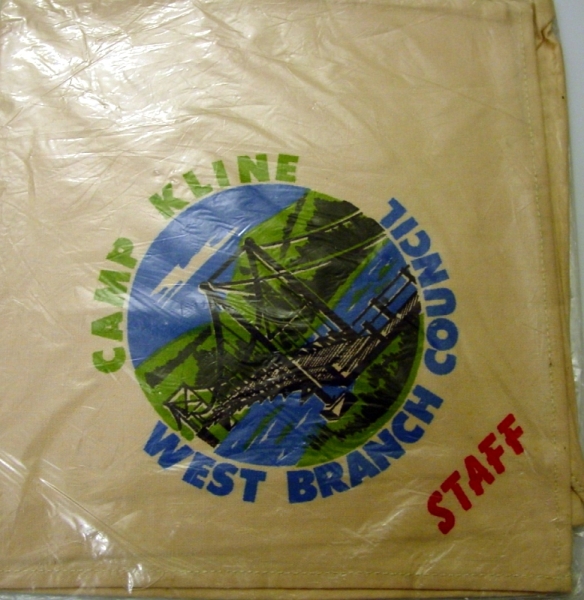 CAMP KLINE
WEST BRANCH COUNCIL
STAFF